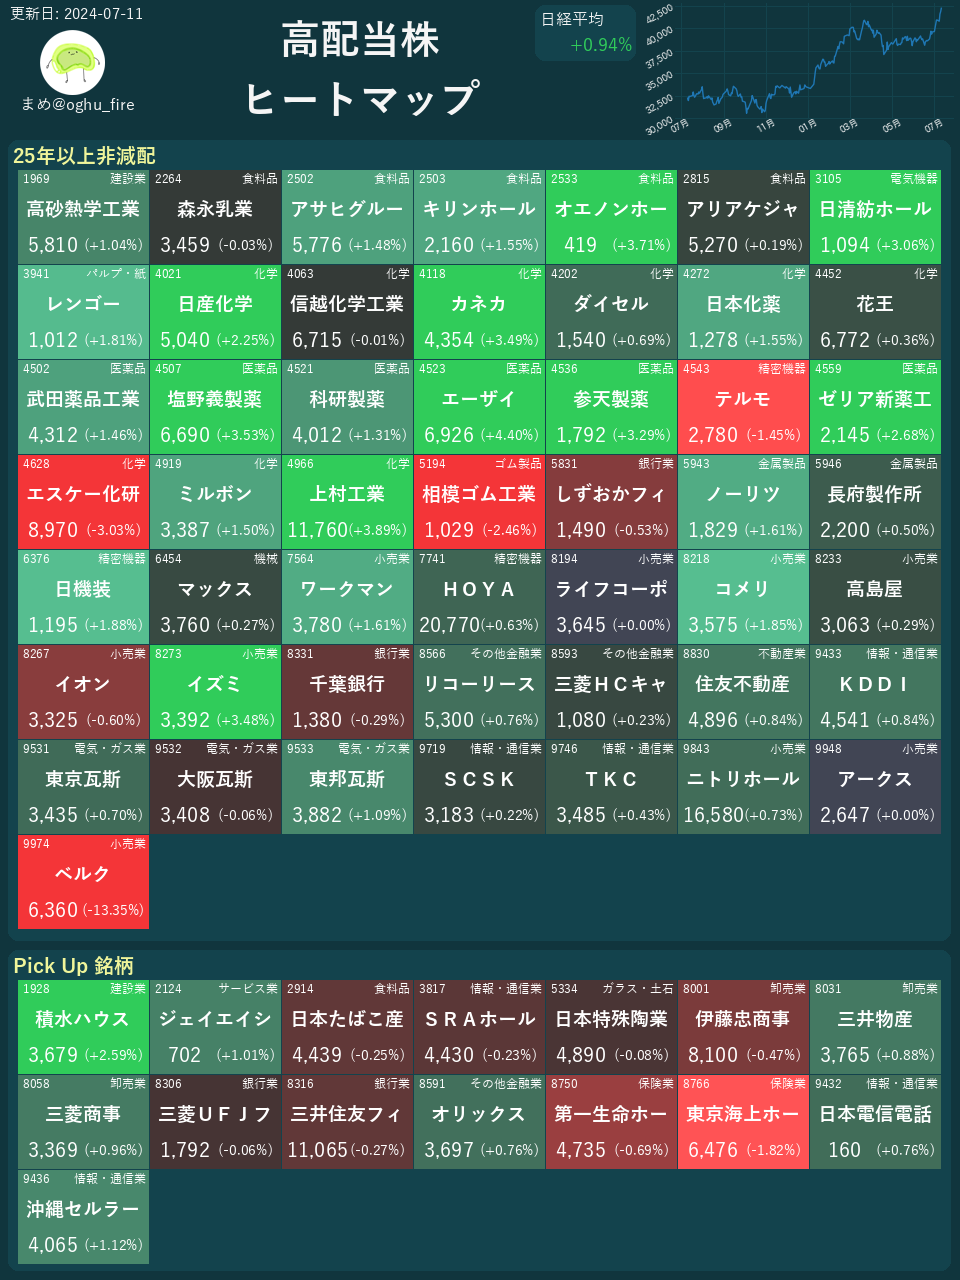 更新日: 2024-07-11
まめ@oghu_fire
高配当株
ヒートマップ
日経平均
+0.94%
42,500
40,000
37,500
35,000
32,500
30,000
07月 09月 11月 01月 03月 05月 07月
25年以上非減配
1969 建設業
高砂熱学工業
5,810 (+1.04%)
2264 食料品
森永乳業
3,459 (-0.03%)
2502 食料品
アサヒグルー
5,776 (+1.48%)
2503 食料品
キリンホール
2,160 (+1.55%)
2533 食料品
オエノンホー
419 (+3.71%)
2815 食料品
アリアケジャ
5,270 (+0.19%)
3105 電気機器
日清紡ホール
1,094 (+3.06%)
3941 パルプ・紙
レンゴー
1,012 (+1.81%)
4021 化学
日産化学
5,040 (+2.25%)
4063 化学
信越化学工業
6,715 (-0.01%)
4118 化学
カネカ
4,354 (+3.49%)
4202 化学
ダイセル
1,540 (+0.69%)
4272 化学
日本化薬
1,278 (+1.55%)
4452 化学
花王
6,772 (+0.36%)
4502 医薬品
武田薬品工業
4,312 (+1.46%)
4507 医薬品
塩野義製薬
6,690 (+3.53%)
4521 医薬品
科研製薬
4,012 (+1.31%)
4523 医薬品
エーザイ
6,926 (+4.40%)
4536 医薬品
参天製薬
1,792 (+3.29%)
4543 精密機器
テルモ
2,780 (-1.45%)
4559 医薬品
ゼリア新薬工
2,145 (+2.68%)
4628 化学
エスケー化研
8,970 (-3.03%)
4919 化学
ミルボン
3,387 (+1.50%)
4966 化学
上村工業
11,760 (+3.89%)
5194 ゴム製品
相模ゴム工業
1,029 (-2.46%)
5831 銀行業
しずおかフィ
1,490 (-0.53%)
5943 金属製品
ノーリツ
1,829 (+1.61%)
5946 金属製品
長府製作所
2,200 (+0.50%)
6376 精密機器
日機装
1,195 (+1.88%)
6454 機械
マックス
3,760 (+0.27%)
7564 小売業
ワークマン
3,780 (+1.61%)
7741 精密機器
ＨＯＹＡ
20,770 (+0.63%)
8194 小売業
ライフコーポ
3,645 (+0.00%)
8218 小売業
コメリ
3,575 (+1.85%)
8233 小売業
高島屋
3,063 (+0.29%)
8267 小売業
イオン
3,325 (-0.60%)
8273 小売業
イズミ
3,392 (+3.48%)
8331 銀行業
千葉銀行
1,380 (-0.29%)
8566 その他金融業
リコーリース
5,300 (+0.76%)
8593 その他金融業
三菱ＨＣキャ
1,080 (+0.23%)
8830 不動産業
住友不動産
4,896 (+0.84%)
9433 情報・通信業
ＫＤＤＩ
4,541 (+0.84%)
9531 電気・ガス業
東京瓦斯
3,435 (+0.70%)
9532 電気・ガス業
大阪瓦斯
3,408 (-0.06%)
9533 電気・ガス業
東邦瓦斯
3,882 (+1.09%)
9719 情報・通信業
ＳＣＳＫ
3,183 (+0.22%)
9746 情報・通信業
ＴＫＣ
3,485 (+0.43%)
9843 小売業
ニトリホール
16,580 (+0.73%)
9948 小売業
アークス
2,647 (+0.00%)
9974 小売業
ベルク
6,360 (-13.35%)
Pick Up 銘柄
1928 建設業
積水ハウス
3,679 (+2.59%)
2124 サービス業
ジェイエイシ
702 (+1.01%)
2914 食料品
日本たばこ産
4,439 (-0.25%)
3817 情報・通信業
ＳＲＡホール
4,430 (-0.23%)
5334 ガラス・土石
日本特殊陶業
4,890 (-0.08%)
8001 卸売業
伊藤忠商事
8,100 (-0.47%)
8031 卸売業
三井物産
3,765 (+0.88%)
8058 卸売業
三菱商事
3,369 (+0.96%)
8306 銀行業
三菱ＵＦＪフ
1,792 (-0.06%)
8316 銀行業
三井住友フィ
11,065 (-0.27%)
8591 その他金融業
オリックス
3,697 (+0.76%)
8750 保険業
第一生命ホー
4,735 (-0.69%)
8766 保険業
東京海上ホー
6,476 (-1.82%)
9432 情報・通信業
日本電信電話
160 (+0.76%)
9436 情報・通信業
沖縄セルラー
4,065 (+1.12%)